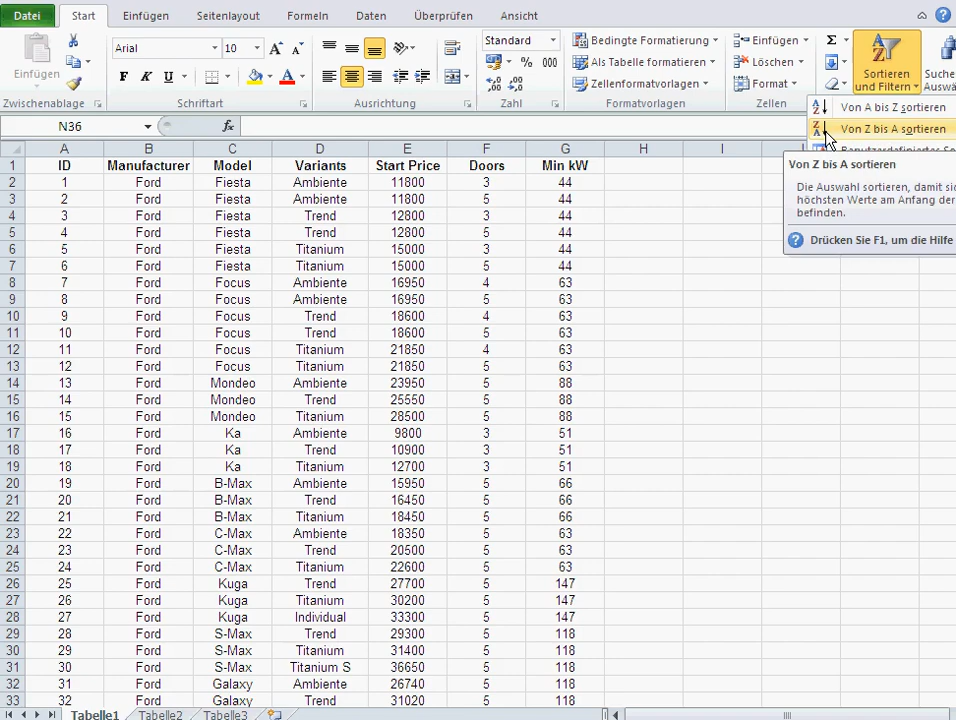 Datei Start Einfügen Seitenlayout Formeln Daten Überprüfen Ansicht
Einfügen
Arial 10
F K U A
Standard
% 000
Bedingte Formatierung
Als Tabelle formatieren
Zellenformatvorlagen
Einfügen
Löschen
Format
Σ
Sortieren und Filtern
Suche
Auswä
Zwischenablage Schriftart Ausrichtung Zahl Formatvorlagen Zellen
Von A bis Z sortieren
Von Z bis A sortieren
N36 fx
Von Z bis A sortieren
Die Auswahl sortieren, damit sic
höchsten Werte am Anfang der
befinden.
Drücken Sie F1, um die Hilfe
A B C D E F G H I
1 ID Manufacturer Model Variants Start Price Doors Min kW
2 1 Ford Fiesta Ambiente 11800 3 44
3 2 Ford Fiesta Ambiente 11800 5 44
4 3 Ford Fiesta Trend 12800 3 44
5 4 Ford Fiesta Trend 12800 5 44
6 5 Ford Fiesta Titanium 15000 3 44
7 6 Ford Fiesta Titanium 15000 5 44
8 7 Ford Focus Ambiente 16950 4 63
9 8 Ford Focus Ambiente 16950 5 63
10 9 Ford Focus Trend 18600 4 63
11 10 Ford Focus Trend 18600 5 63
12 11 Ford Focus Titanium 21850 4 63
13 12 Ford Focus Titanium 21850 5 63
14 13 Ford Mondeo Ambiente 23950 5 88
15 14 Ford Mondeo Trend 25550 5 88
16 15 Ford Mondeo Titanium 28500 5 88
17 16 Ford Ka Ambiente 9800 3 51
18 17 Ford Ka Trend 10900 3 51
19 18 Ford Ka Titanium 12700 3 51
20 19 Ford B-Max Ambiente 15950 5 66
21 20 Ford B-Max Trend 16450 5 66
22 21 Ford B-Max Titanium 18450 5 66
23 22 Ford C-Max Ambiente 18350 5 63
24 23 Ford C-Max Trend 20500 5 63
25 24 Ford C-Max Titanium 22600 5 63
26 25 Ford Kuga Trend 27700 5 147
27 26 Ford Kuga Titanium 30200 5 147
28 27 Ford Kuga Individual 33300 5 147
29 28 Ford S-Max Trend 29300 5 118
30 29 Ford S-Max Titanium 31400 5 118
31 30 Ford S-Max Titanium S 36650 5 118
32 31 Ford Galaxy Ambiente 26740 5 118
33 32 Ford Galaxy Trend 31020 5 118
Tabelle1 Tabelle2 Tabelle3